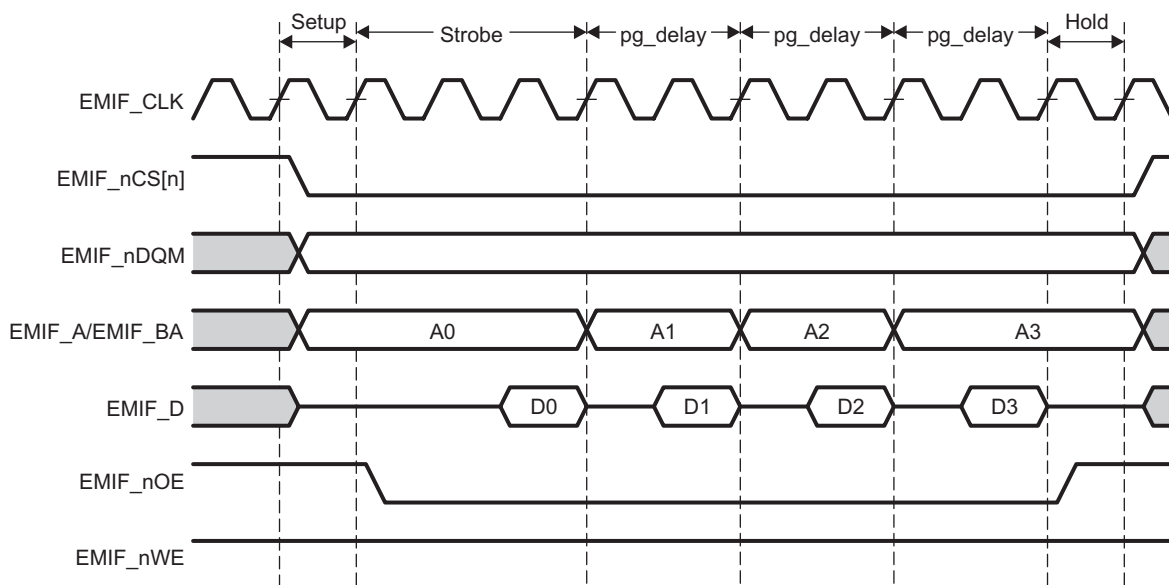 Setup Strobe pg_delay pg_delay pg_delay Hold
EMIF_CLK
EMIF_nCS[n]
EMIF_nDQM
EMIF_A/EMIF_BA A0 A1 A2 A3
EMIF_D D0 D1 D2 D3
EMIF_nOE
EMIF_nWE